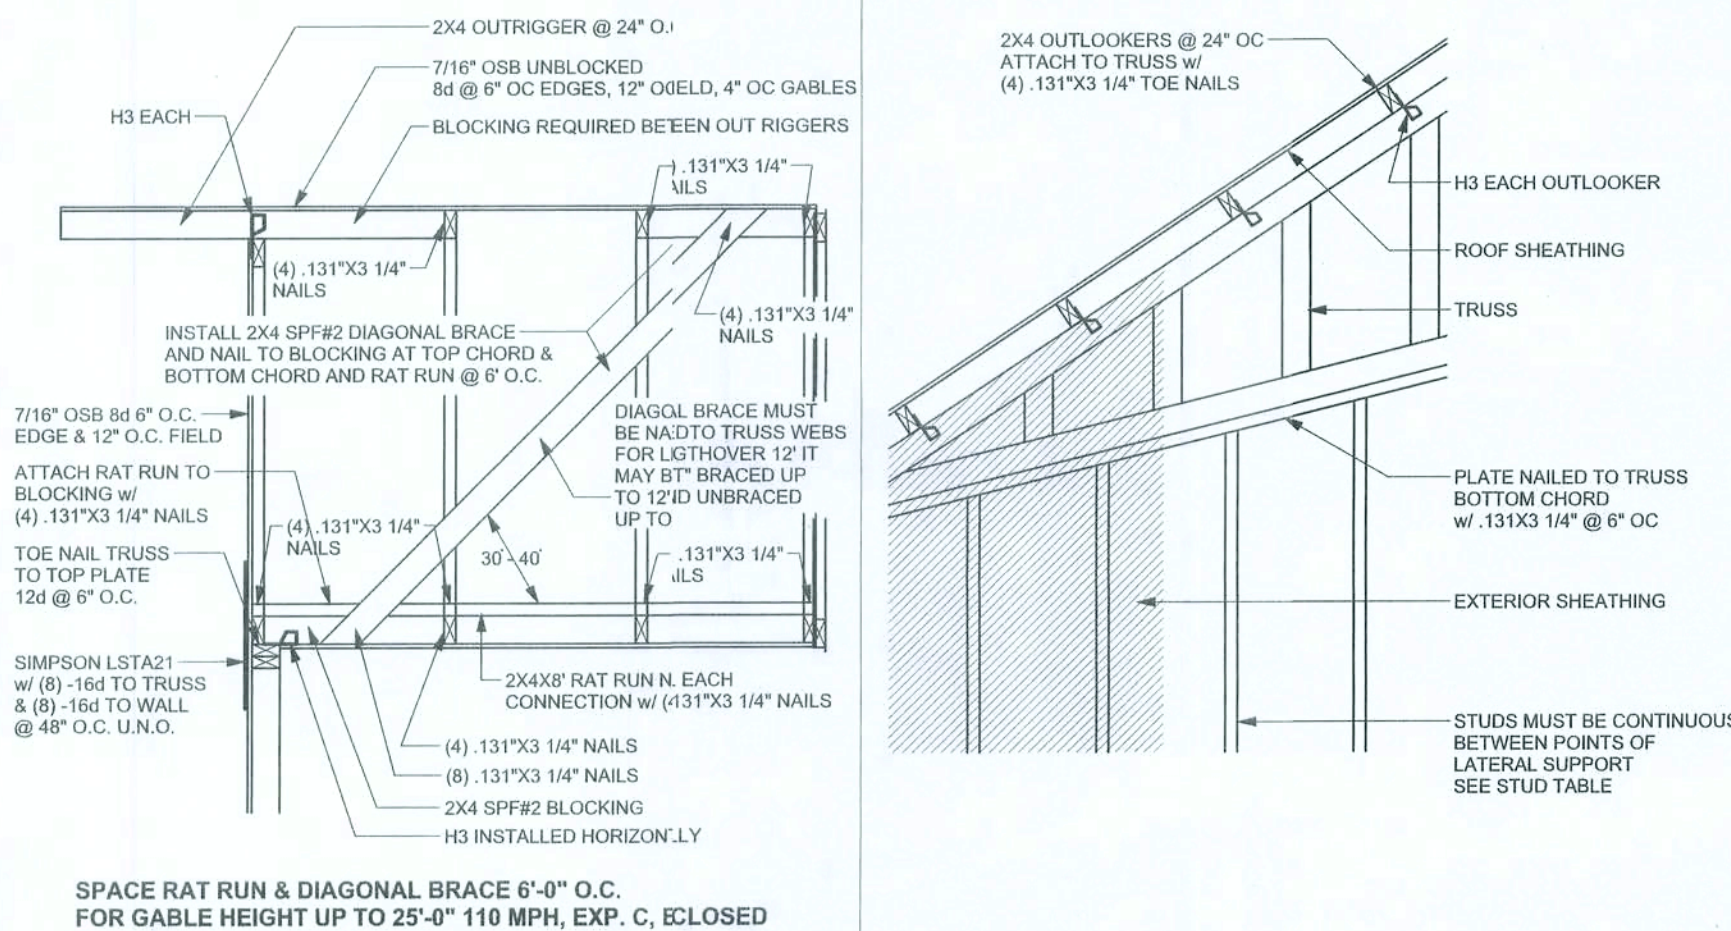 2X4 OUTRIGGER @ 24" O.
7/16" OSB UNBLOCKED
8d @ 6" OC EDGES, 12" OIELD, 4" OC GABLES
H3 EACH
BLOCKING REQUIRED BETEEN OUT RIGGERS
) .131"X3 1/4"
AILS
(4) .131"X3 1/4"
NAILS
(4) .131"X3 1/4"
NAILS
INSTALL 2X4 SPF#2 DIAGONAL BRACE
AND NAIL TO BLOCKING AT TOP CHORD &
BOTTOM CHORD AND RAT RUN @ 6' O.C.
7/16" OSB 8d 6" O.C.
EDGE & 12" O.C. FIELD
DIAGOL BRACE MUST
BE NADTO TRUSS WEBS
FOR LIGTHOVER 12' IT
MAY BT" BRACED UP
TO 12'ID UNBRACED
UP TO
ATTACH RAT RUN TO
BLOCKING w/
(4) .131"X3 1/4" NAILS
(4) .131"X3 1/4"
NAILS
30° - 40°
.131"X3 1/4"
ILS
TOE NAIL TRUSS
TO TOP PLATE
12d @ 6" O.C.
SIMPSON LSTA21
w/ (8) -16d TO TRUSS
& (8) -16d TO WALL
@ 48" O.C. U.N.O.
2X4X8' RAT RUN N. EACH
CONNECTION w/ (131"X3 1/4" NAILS
(4) .131"X3 1/4" NAILS
(8) .131"X3 1/4" NAILS
2X4 SPF#2 BLOCKING
H3 INSTALLED HORIZON LY
SPACE RAT RUN & DIAGONAL BRACE 6'-0" O.C.
FOR GABLE HEIGHT UP TO 25'-0" 110 MPH, EXP. C, ECLOSED
2X4 OUTLOOKERS @ 24" OC
ATTACH TO TRUSS w/
(4) .131"X3 1/4" TOE NAILS
H3 EACH OUTLOOKER
ROOF SHEATHING
TRUSS
PLATE NAILED TO TRUSS
BOTTOM CHORD
w/ .131X3 1/4" @ 6" OC
EXTERIOR SHEATHING
STUDS MUST BE CONTINUOUS
BETWEEN POINTS OF
LATERAL SUPPORT
SEE STUD TABLE